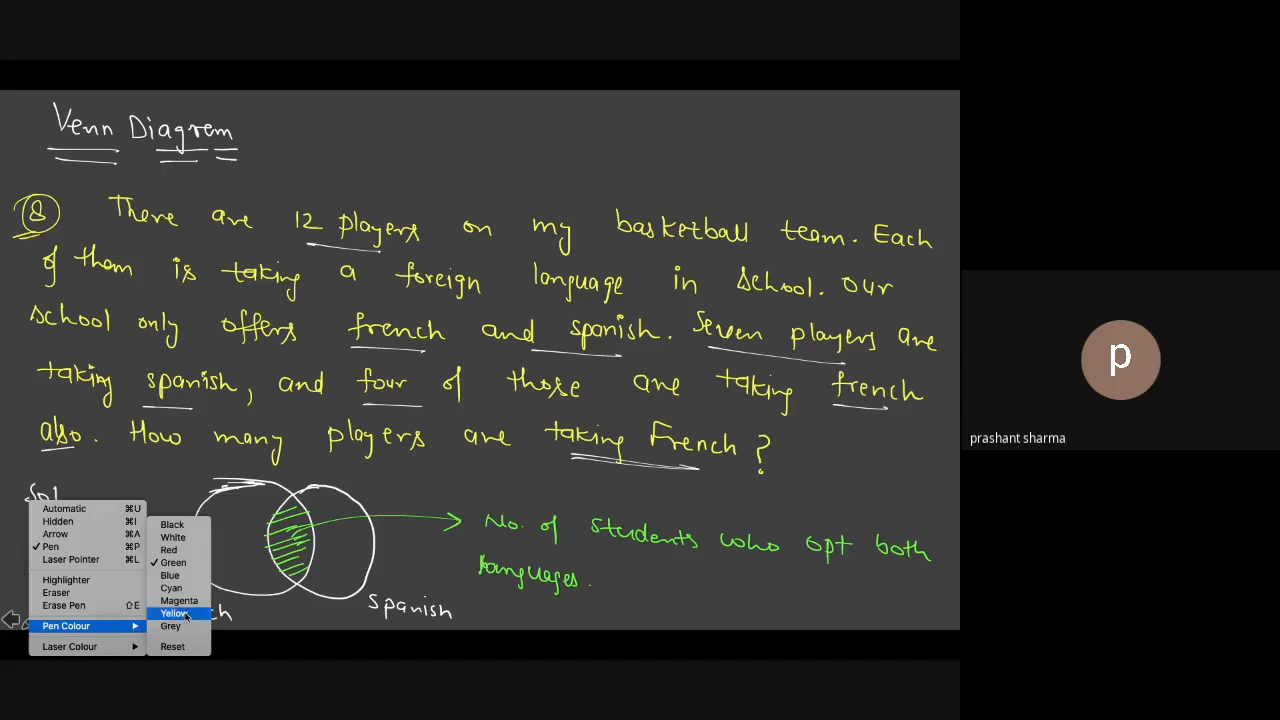 Venn Diagrem
8 There are 12 players on my basketball team. Each
of them is taking a foreign language in school. Our
school only offers french and spanish. Seven players are
taking spanish, and four of those are taking french
also. How many players are taking French?
Sol
No. of students who opt both
languages.
Spanish
ch
Automatic ⌘U
Hidden ⌘I
Arrow ⌘A
✓ Pen ⌘P
Laser Pointer ⌘L
Highlighter
Eraser
Erase Pen ⇧E
Pen Colour
Laser Colour
Black
White
Red
✓ Green
Blue
Cyan
Magenta
Yellow
Grey
Reset
p
prashant sharma